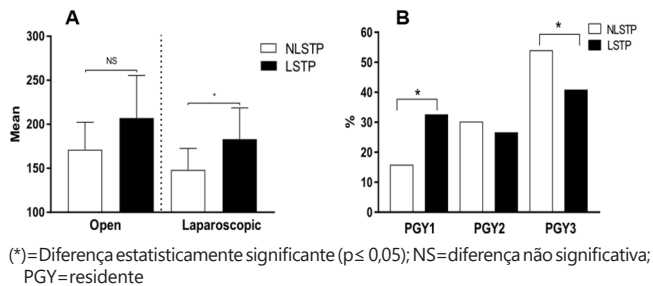 A
300
250
200
150
100
Mean
NS
*
NLSTP
LSTP
Open
Laparoscopic
B
60
50
40
30
20
10
0
%
*
*
NLSTP
LSTP
PGY1
PGY2
PGY3
(*)=Diferença estatisticamente significante (p≤ 0,05); NS=diferença não significativa;
PGY=residente